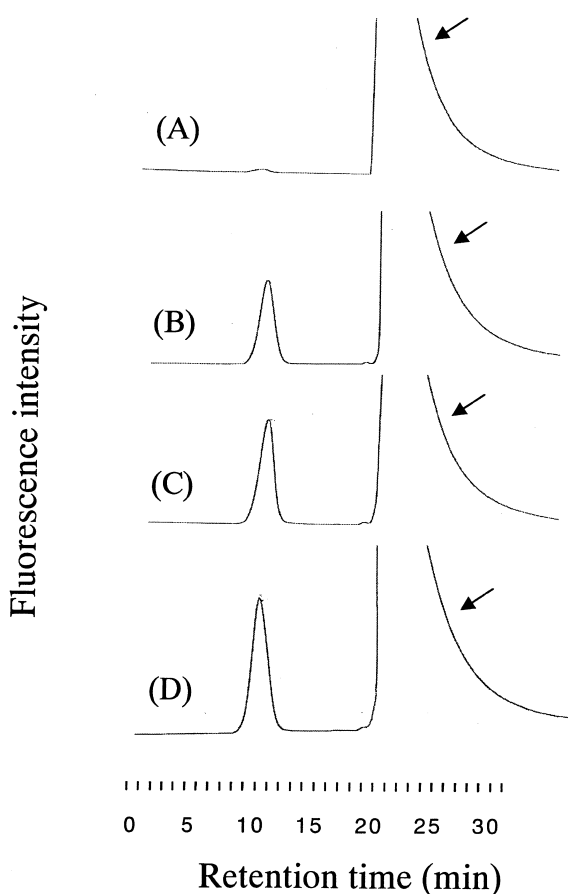 (A)
(B)
(C)
(D)
Fluorescence intensity
0 5 10 15 20 25 30
Retention time (min)